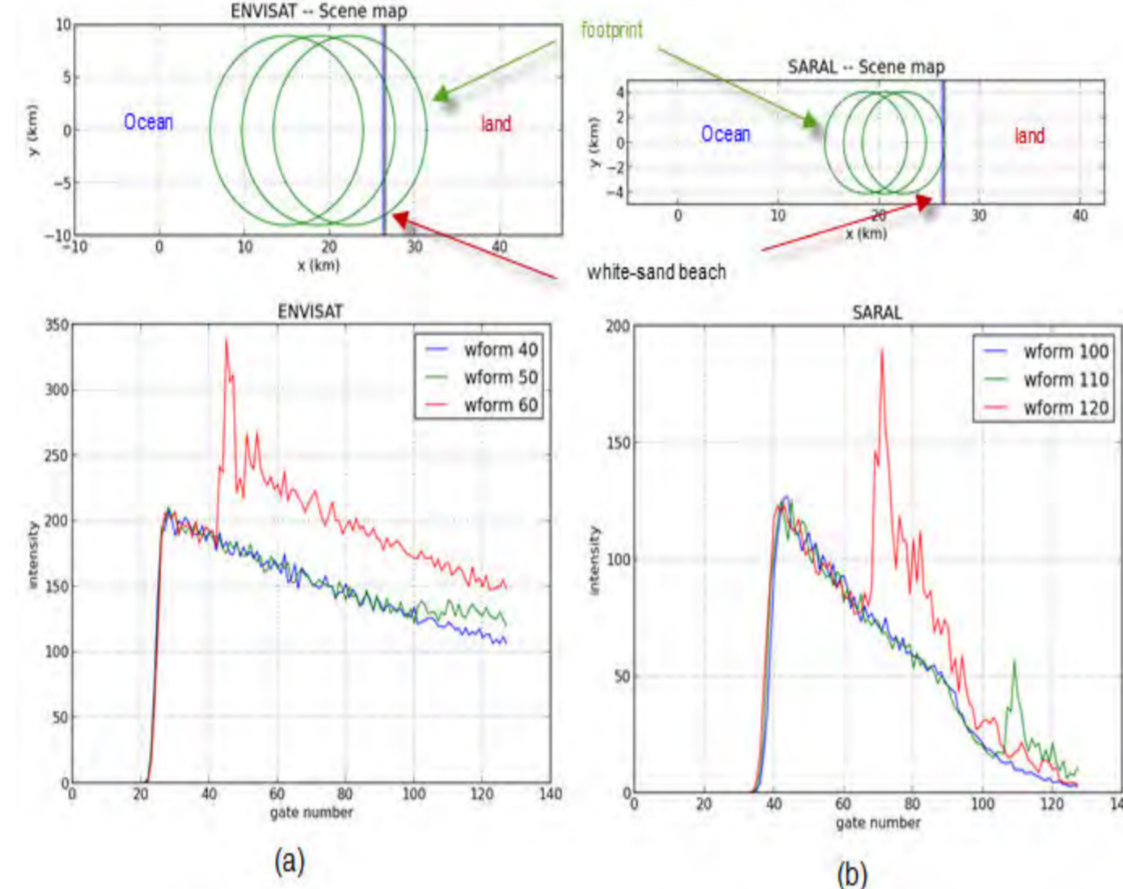 ENVISAT -- Scene map
10
5
0
−5
−10
y (km)
Ocean
land
−10 0 10 20 30 40
x (km)
footprint
white-sand beach
SARAL -- Scene map
4
2
0
−2
−4
y (km)
Ocean
land
0 10 20 30 40
x (km)
ENVISAT
350
300
250
200
150
100
50
0
intensity
wform 40
wform 50
wform 60
0 20 40 60 80 100 120 140
gate number
(a)
SARAL
200
150
100
50
0
intensity
wform 100
wform 110
wform 120
0 20 40 60 80 100 120 14
gate number
(b)